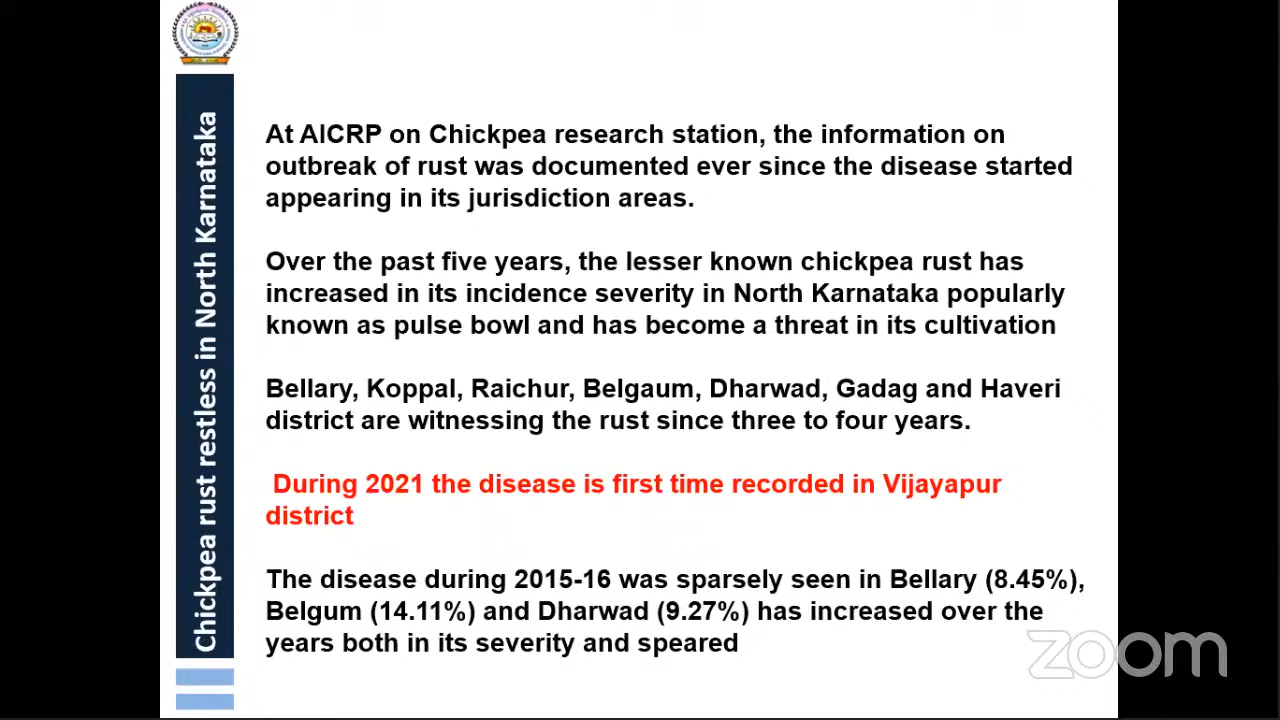 Chickpea rust restless in North Karnataka
At AICRP on Chickpea research station, the information on
outbreak of rust was documented ever since the disease started
appearing in its jurisdiction areas.
Over the past five years, the lesser known chickpea rust has
increased in its incidence severity in North Karnataka popularly
known as pulse bowl and has become a threat in its cultivation
Bellary, Koppal, Raichur, Belgaum, Dharwad, Gadag and Haveri
district are witnessing the rust since three to four years.
During 2021 the disease is first time recorded in Vijayapur
district
The disease during 2015-16 was sparsely seen in Bellary (8.45%),
Belgum (14.11%) and Dharwad (9.27%) has increased over the
years both in its severity and speared
zoom